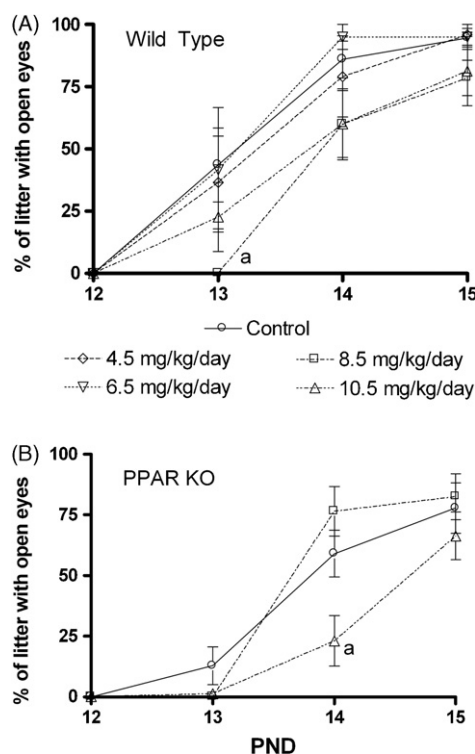 (A)
Wild Type
% of litter with open eyes
100
75
50
25
0
a
12 13 14 15
Control
4.5 mg/kg/day 8.5 mg/kg/day
6.5 mg/kg/day 10.5 mg/kg/day
(B)
PPAR KO
% of litter with open eyes
100
75
50
25
0
a
12 13 14 15
PND